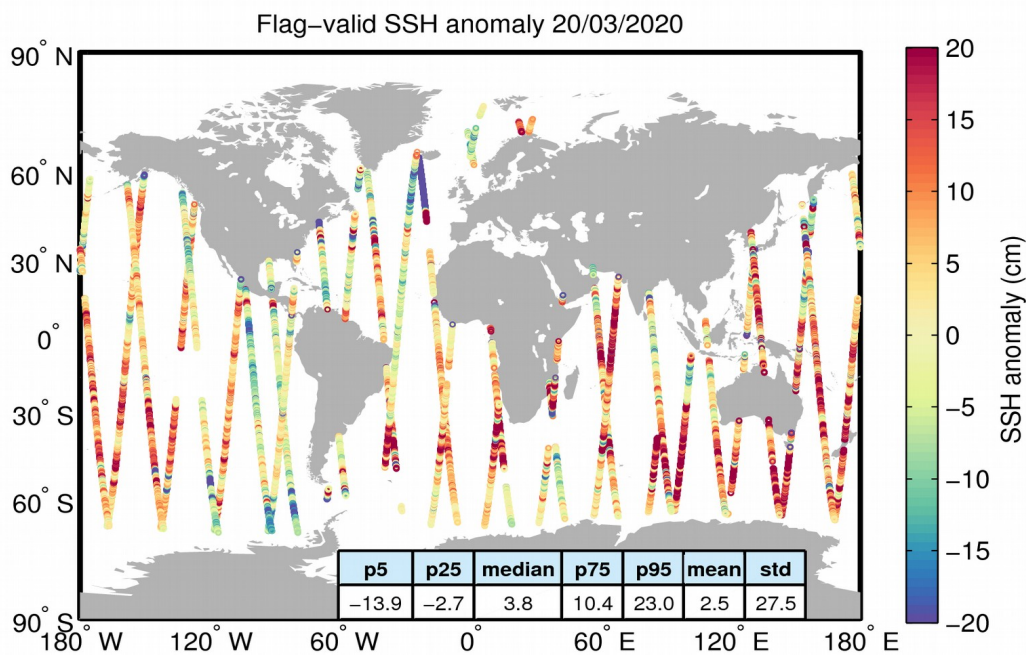 Flag−valid SSH anomaly 20/03/2020
90° N
60° N
30° N
0°
30° S
60° S
90° S
180° W
120° W
60° W
0°
60° E
120° E
180° E
p5 p25 median p75 p95 mean std
−13.9 −2.7 3.8 10.4 23.0 2.5 27.5
20
15
10
5
0
−5
−10
−15
−20
SSH anomaly (cm)